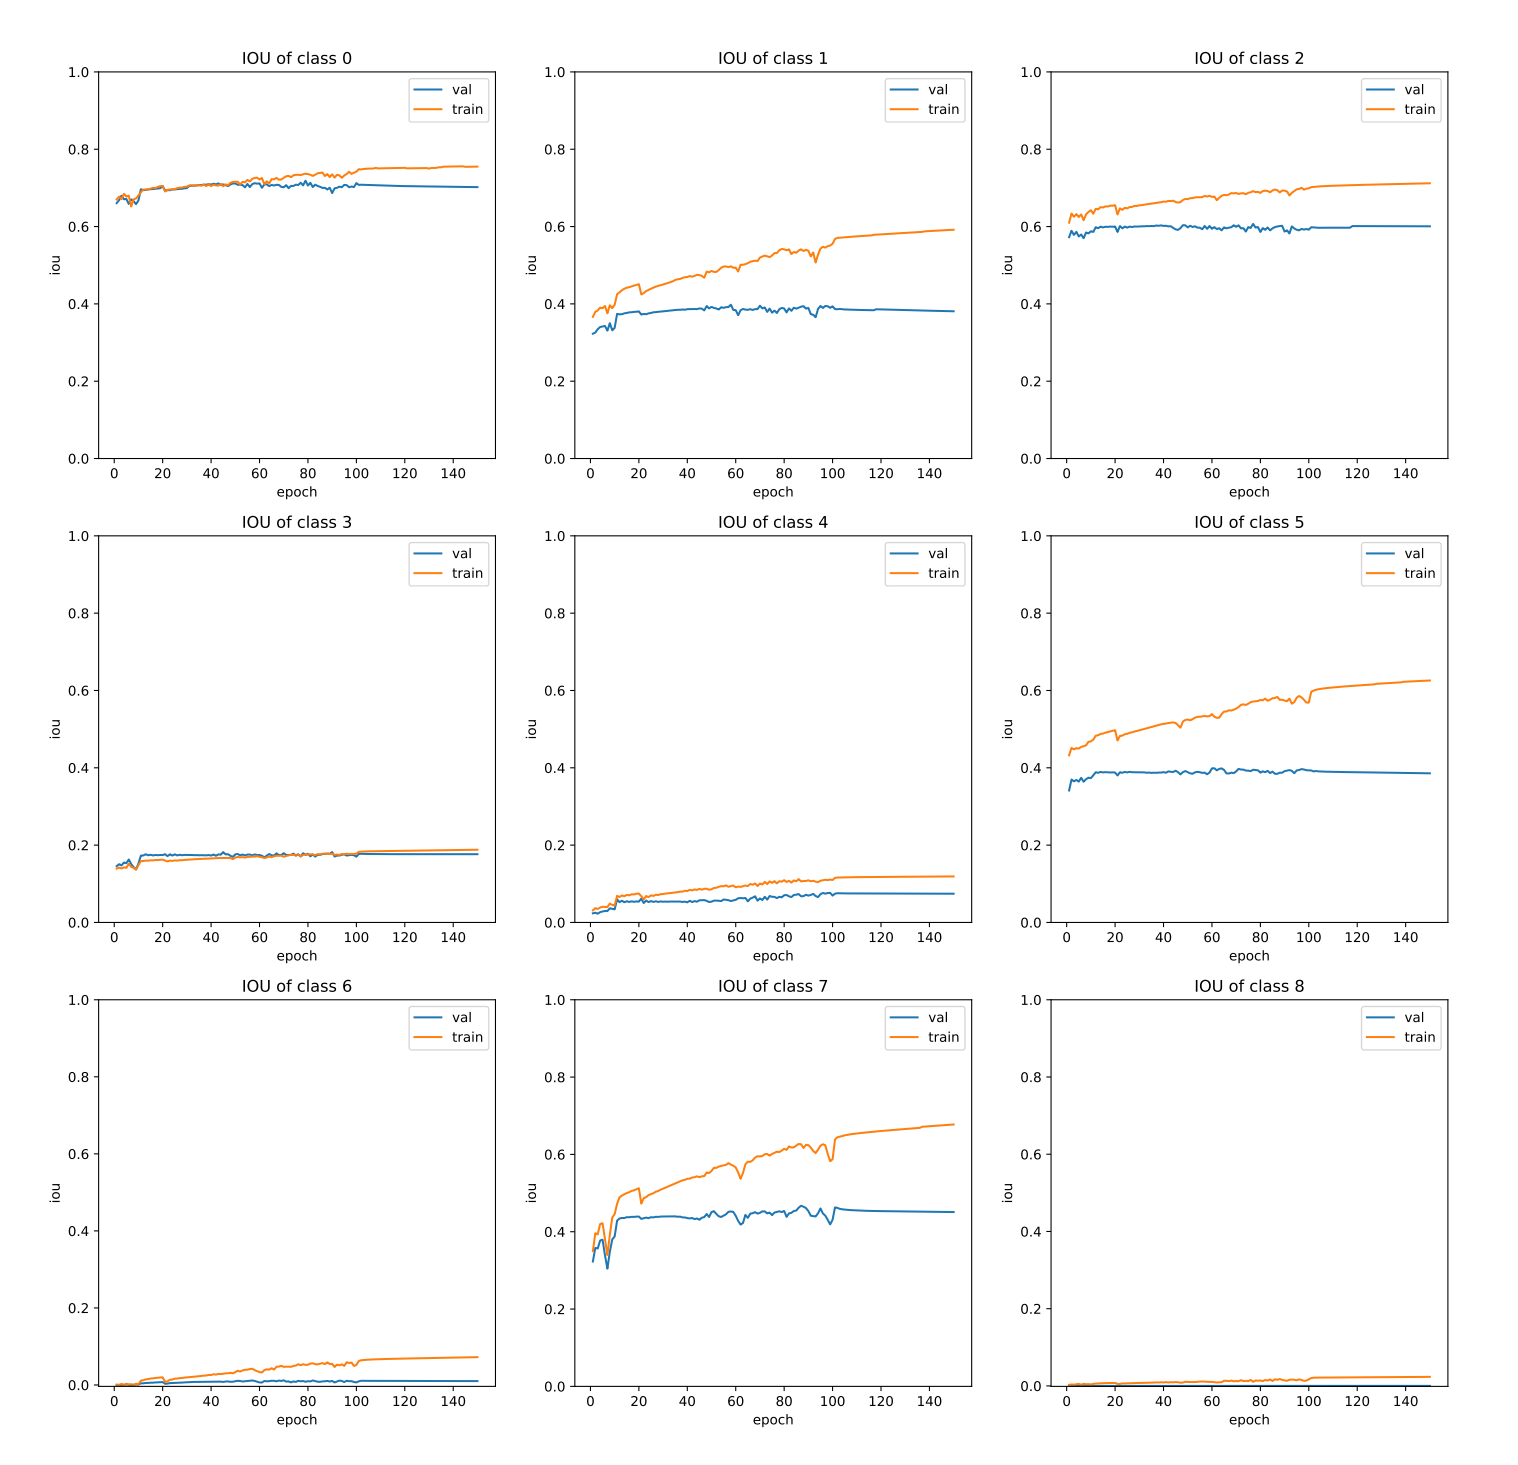 IOU of class 0
1.0
0.8
0.6
0.4
0.2
0.0
iou
val
train
0 20 40 60 80 100 120 140
epoch
IOU of class 1
1.0
0.8
0.6
0.4
0.2
0.0
iou
val
train
0 20 40 60 80 100 120 140
epoch
IOU of class 2
1.0
0.8
0.6
0.4
0.2
0.0
iou
val
train
0 20 40 60 80 100 120 140
epoch
IOU of class 3
1.0
0.8
0.6
0.4
0.2
0.0
iou
val
train
0 20 40 60 80 100 120 140
epoch
IOU of class 4
1.0
0.8
0.6
0.4
0.2
0.0
iou
val
train
0 20 40 60 80 100 120 140
epoch
IOU of class 5
1.0
0.8
0.6
0.4
0.2
0.0
iou
val
train
0 20 40 60 80 100 120 140
epoch
IOU of class 6
1.0
0.8
0.6
0.4
0.2
0.0
iou
val
train
0 20 40 60 80 100 120 140
epoch
IOU of class 7
1.0
0.8
0.6
0.4
0.2
0.0
iou
val
train
0 20 40 60 80 100 120 140
epoch
IOU of class 8
1.0
0.8
0.6
0.4
0.2
0.0
iou
val
train
0 20 40 60 80 100 120 140
epoch